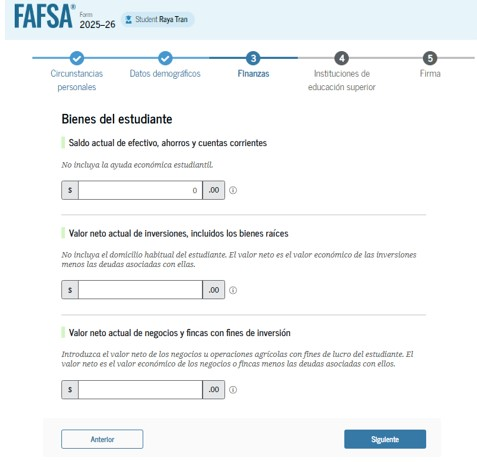 FAFSA®
Form
2025–26
Student Raya Tran
3
4
5
Circunstancias
personales
Datos demográficos
Finanzas
Instituciones de
educación superior
Firma
Bienes del estudiante
Saldo actual de efectivo, ahorros y cuentas corrientes
No incluya la ayuda económica estudiantil.
$ 0 .00
Valor neto actual de inversiones, incluidos los bienes raíces
No incluya el domicilio habitual del estudiante. El valor neto es el valor económico de las inversiones
menos las deudas asociadas con ellas.
$ .00
Valor neto actual de negocios y fincas con fines de inversión
Introduzca el valor neto de los negocios u operaciones agrícolas con fines de lucro del estudiante. El
valor neto es el valor económico de los negocios o fincas menos las deudas asociadas con ellos.
$ .00
Anterior
Siguiente